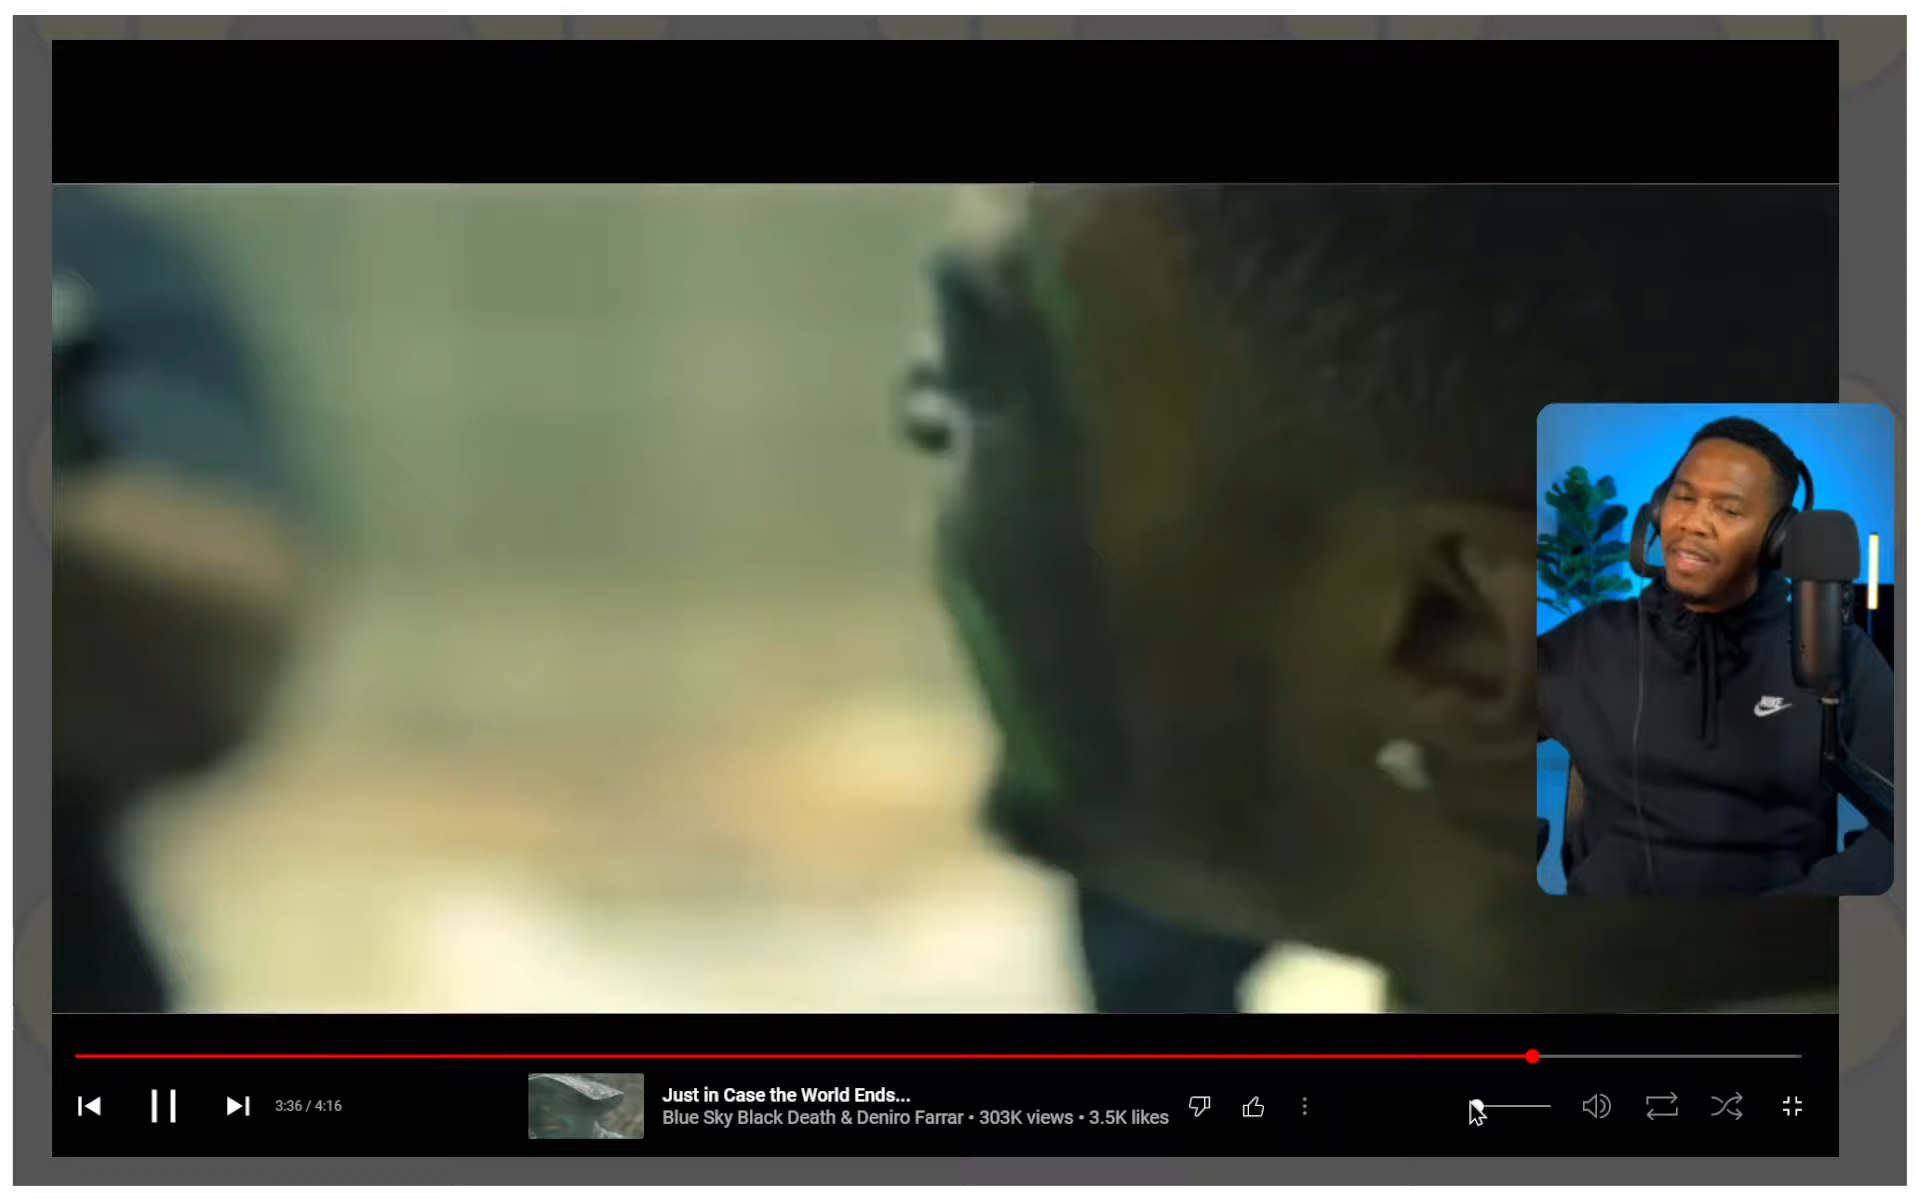 NIKE
3:36 / 4:16
Just in Case the World Ends...
Blue Sky Black Death & Deniro Farrar • 303K views • 3.5K likes